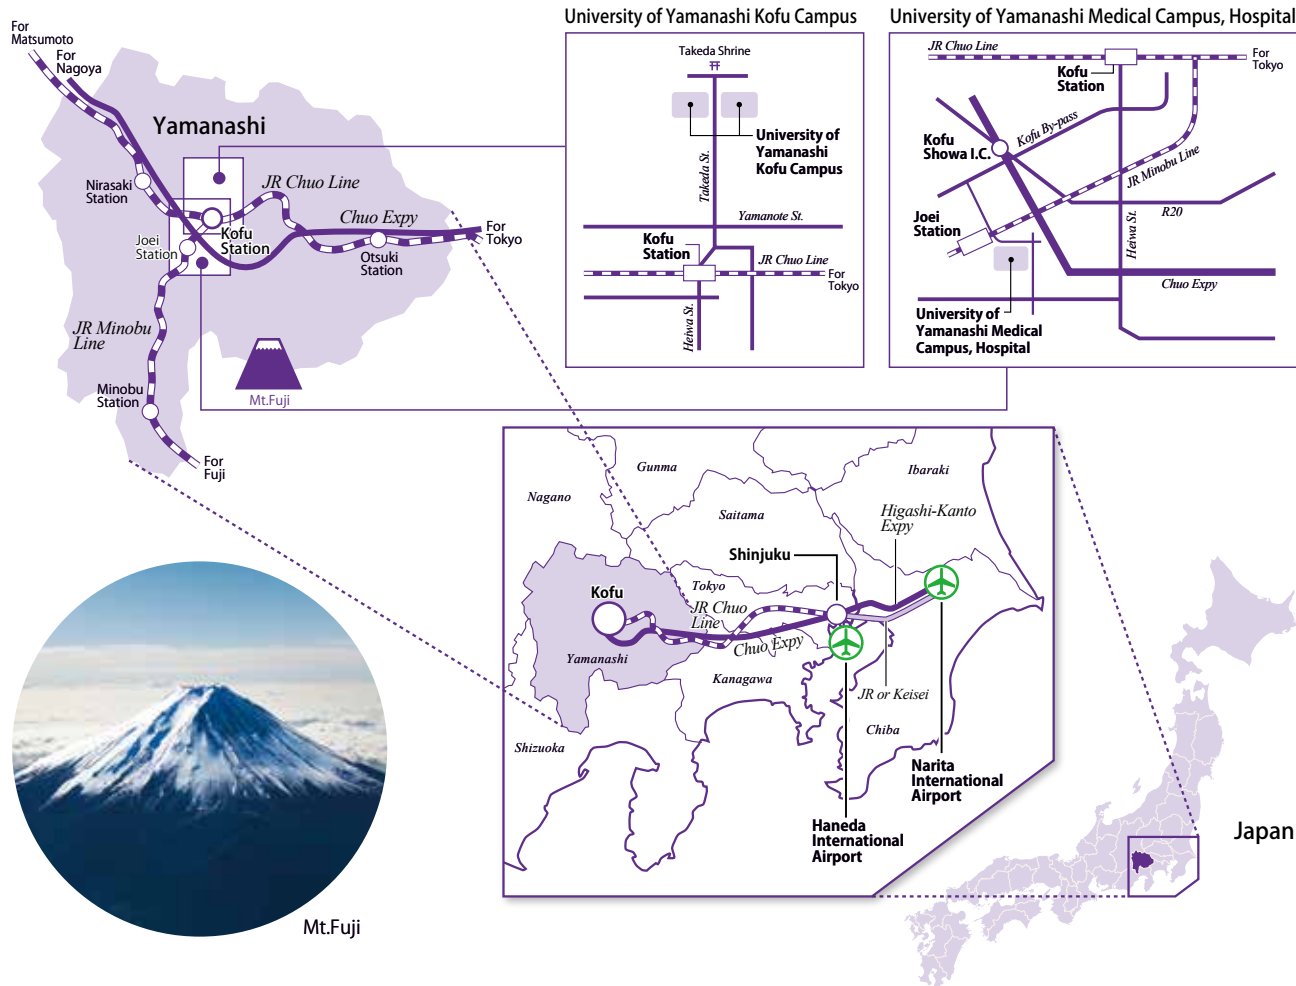 University of Yamanashi Kofu Campus
University of Yamanashi Medical Campus, Hospital
For
Matsumoto
For
Nagoya
Yamanashi
Nirasaki
Station
JR Chuo Line
Chuo Expy
Kofu
Station
Joei
Station
For
Tokyo
Otsuki
Station
JR Minobu
Line
Minobu
Station
Mt.Fuji
For
Fuji
Takeda Shrine
University of
Yamanashi
Kofu Campus
Takeda St.
Yamanote St.
Kofu
Station
JR Chuo Line
For
Tokyo
Heiwa St.
JR Chuo Line
For
Tokyo
Kofu
Station
Kofu By-pass
Kofu
Showa I.C.
JR Minobu Line
Joei
Station
R20
Heiwa St.
Chuo Expy
University of
Yamanashi Medical
Campus, Hospital
Gunma
Ibaraki
Nagano
Saitama
Higashi-Kanto
Expy
Shinjuku
Tokyo
Kofu
JR Chuo
Line
Chuo Expy
Yamanashi
Kanagawa
JR or Keisei
Chiba
Shizuoka
Narita
International
Airport
Haneda
International
Airport
Japan
Mt.Fuji